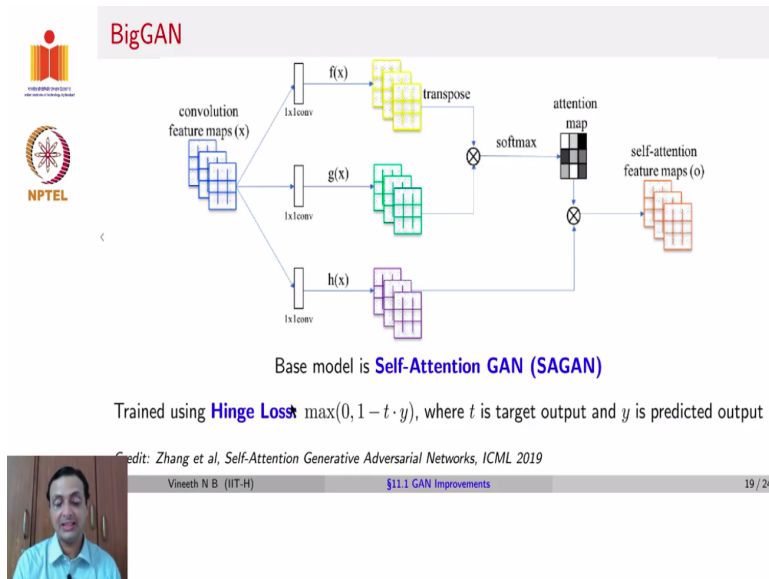 BigGAN
f(x)
1x1conv
transpose
convolution
feature maps (x)
attention
map
softmax
self-attention
feature maps (o)
g(x)
1x1conv
NPTEL
h(x)
1x1conv
Base model is Self-Attention GAN (SAGAN)
Trained using Hinge Loss: max(0, 1 − t · y), where t is target output and y is predicted output
edit: Zhang et al, Self-Attention Generative Adversarial Networks, ICML 2019
Vineeth N B (IIT-H) §11.1 GAN Improvements 19 / 24